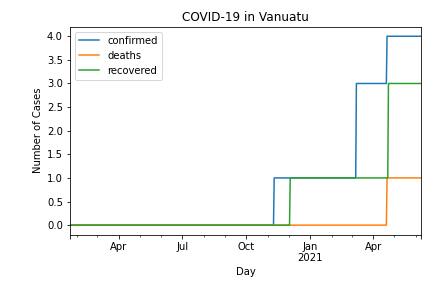 COVID-19 in Vanuatu
confirmed
deaths
recovered
Number of Cases
4.0
3.5
3.0
2.5
2.0
1.5
1.0
0.5
0.0
Apr
Jul
Oct
Jan
2021
Apr
Day